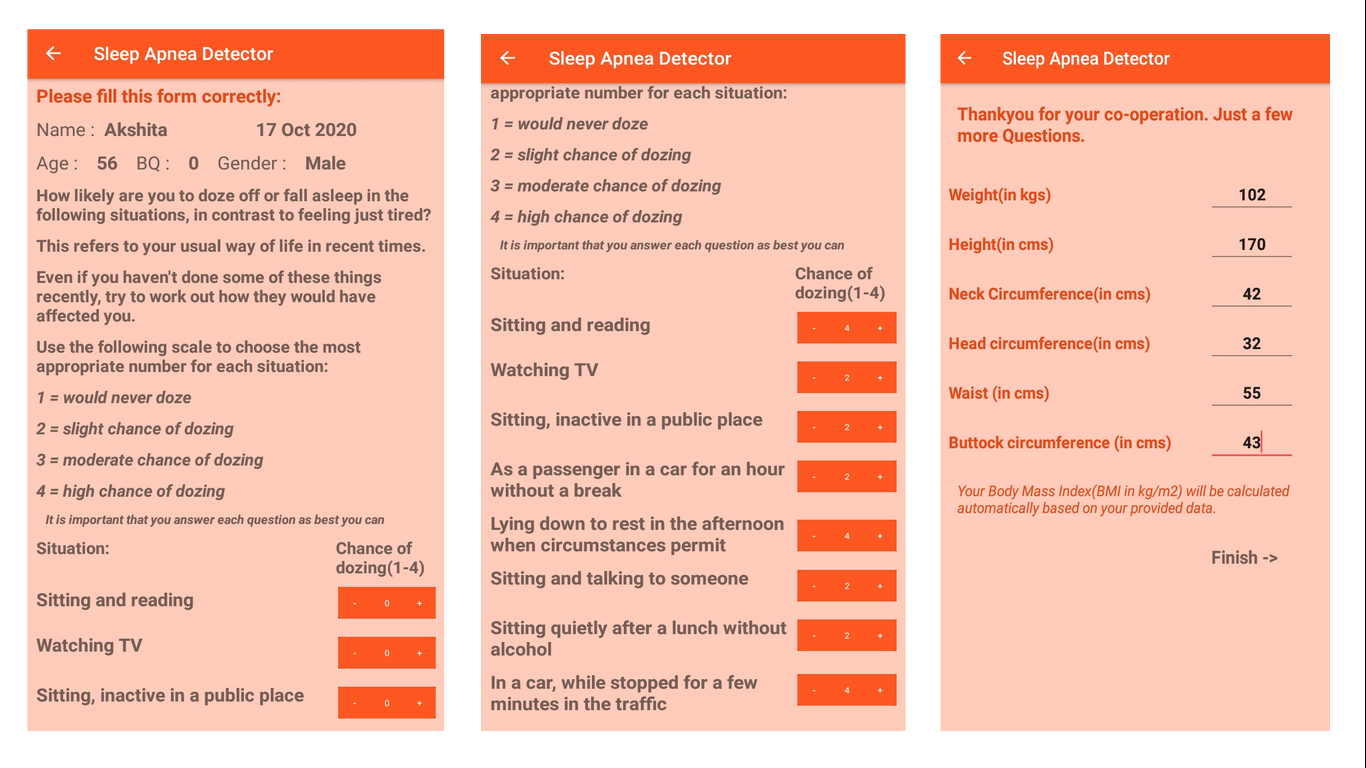 Sleep Apnea Detector
Please fill this form correctly:
Name : Akshita 17 Oct 2020
Age : 56 BQ : 0 Gender : Male
How likely are you to doze off or fall asleep in the
following situations, in contrast to feeling just tired?
This refers to your usual way of life in recent times.
Even if you haven't done some of these things
recently, try to work out how they would have
affected you.
Use the following scale to choose the most
appropriate number for each situation:
1 = would never doze
2 = slight chance of dozing
3 = moderate chance of dozing
4 = high chance of dozing
It is important that you answer each question as best you can
Situation: Chance of
dozing(1-4)
Sitting and reading - 0 +
Watching TV - 0 +
Sitting, inactive in a public place - 0 +
Sleep Apnea Detector
appropriate number for each situation:
1 = would never doze
2 = slight chance of dozing
3 = moderate chance of dozing
4 = high chance of dozing
It is important that you answer each question as best you can
Situation: Chance of
dozing(1-4)
Sitting and reading - 4 +
Watching TV - 2 +
Sitting, inactive in a public place - 2 +
As a passenger in a car for an hour
without a break - 2 +
Lying down to rest in the afternoon
when circumstances permit - 4 +
Sitting and talking to someone - 2 +
Sitting quietly after a lunch without
alcohol - 2 +
In a car, while stopped for a few
minutes in the traffic - 4 +
Sleep Apnea Detector
Thankyou for your co-operation. Just a few
more Questions.
Weight(in kgs) 102
Height(in cms) 170
Neck Circumference(in cms) 42
Head circumference(in cms) 32
Waist (in cms) 55
Buttock circumference (in cms) 43
Your Body Mass Index(BMI in kg/m2) will be calculated
automatically based on your provided data.
Finish ->